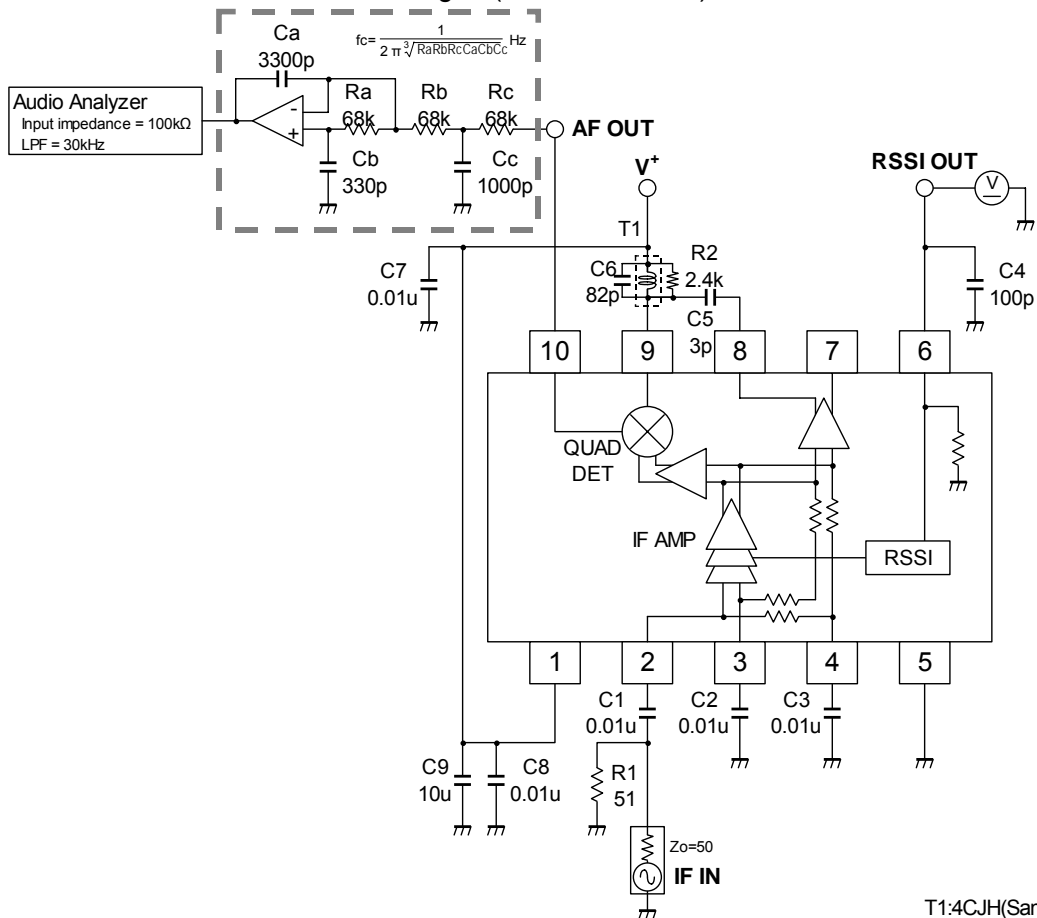 Ca
3300p
fc= 1 / 2 π ∛RaRbRcCaCbCc Hz
Audio Analyzer
Input impedance = 100kΩ
LPF = 30kHz
-
+
Ra
68k
Rb
68k
Rc
68k
AF OUT
Cb
330p
Cc
1000p
V+
RSSI OUT
V
T1
C7
0.01u
C6
82p
R2
2.4k
C5
3p
C4
100p
10
9
8
7
6
QUAD
DET
IF AMP
RSSI
1
2
3
4
5
C1
0.01u
C2
0.01u
C3
0.01u
C9
10u
C8
0.01u
R1
51
Zo=50
IF IN
T1:4CJH(Sar